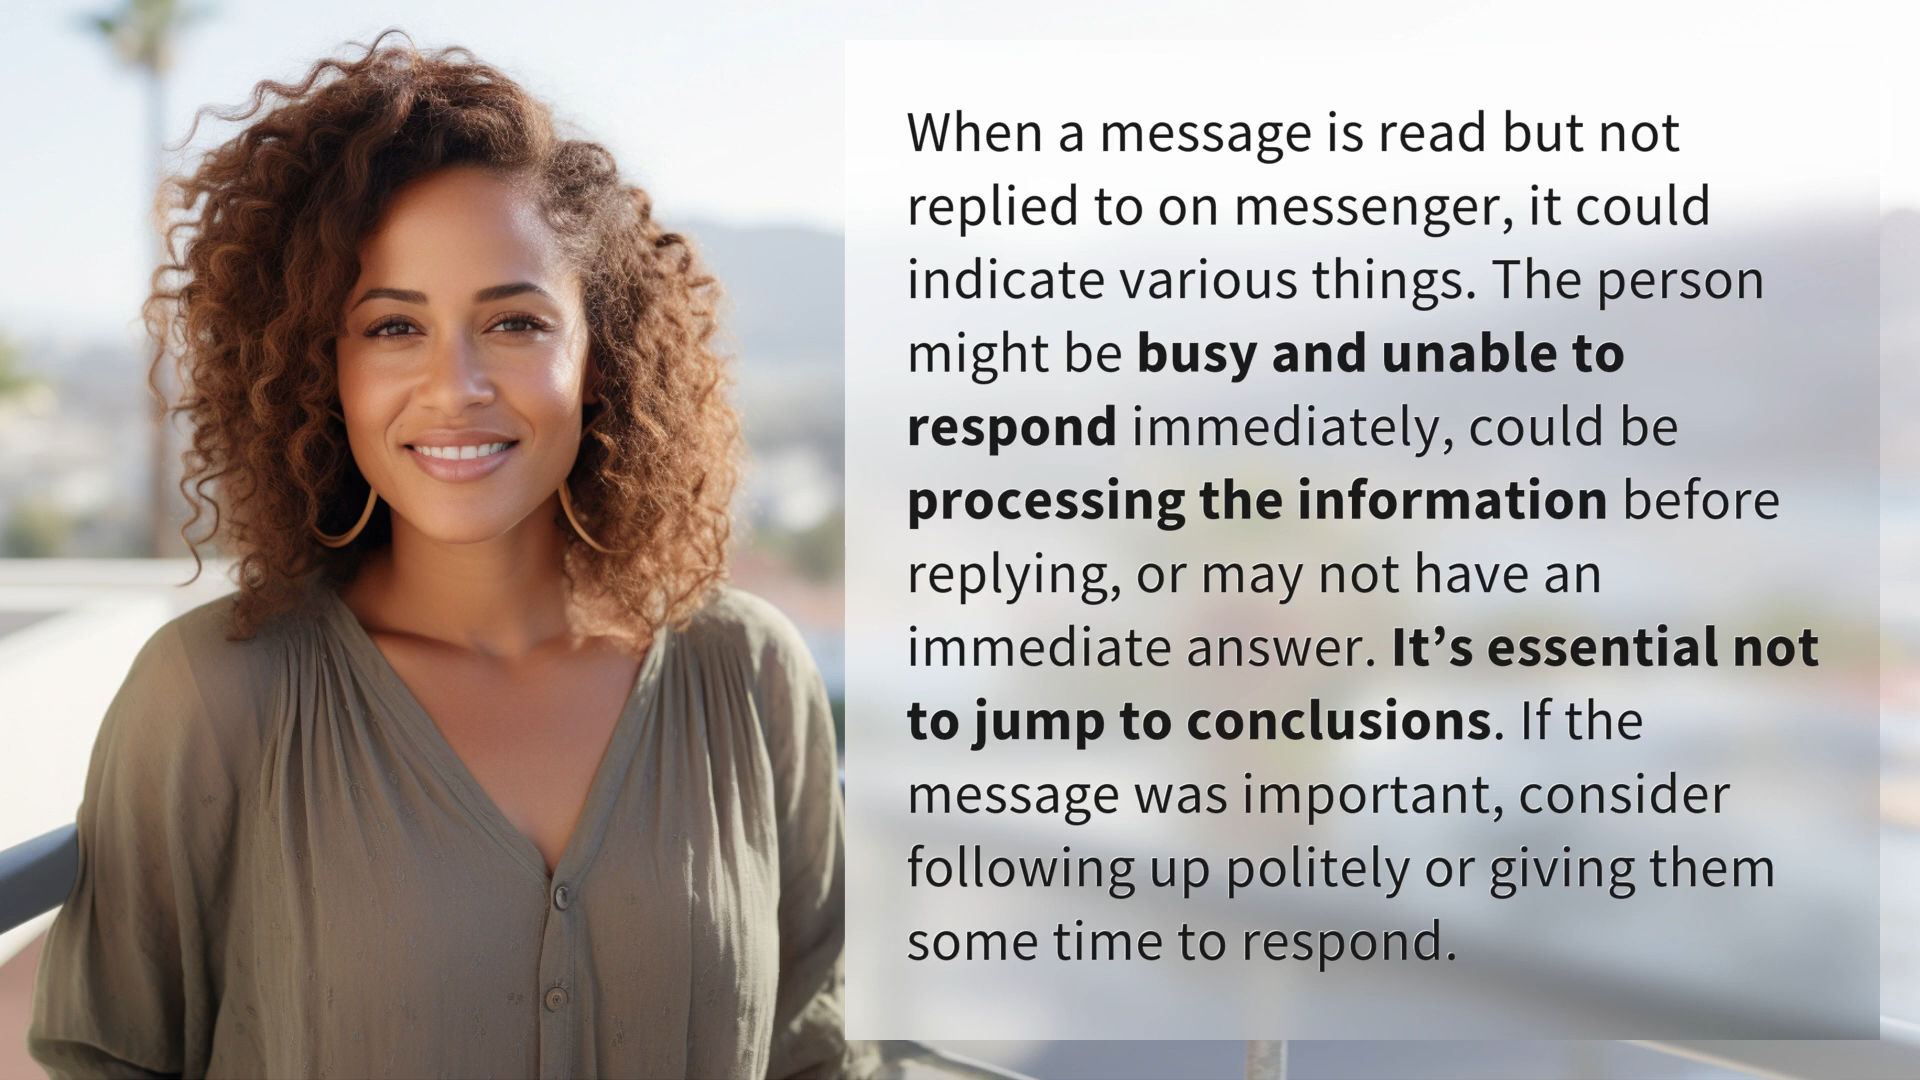 When a message is read but not
replied to on messenger, it could
indicate various things. The person
might be busy and unable to
respond immediately, could be
processing the information before
replying, or may not have an
immediate answer. It’s essential not
to jump to conclusions. If the
message was important, consider
following up politely or giving them
some time to respond.